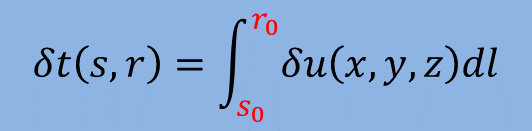 δt(s, r) = ∫_{s₀}^{r₀} δu(x, y, z)dl